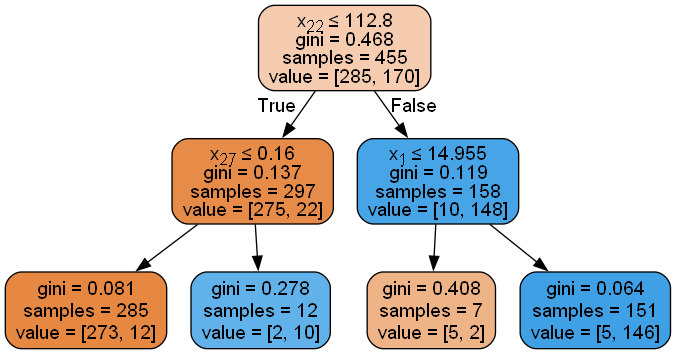 x₂₂ ≤ 112.8
gini = 0.468
samples = 455
value = [285, 170]
True
False
x₂₇ ≤ 0.16
gini = 0.137
samples = 297
value = [275, 22]
x₁ ≤ 14.955
gini = 0.119
samples = 158
value = [10, 148]
gini = 0.081
samples = 285
value = [273, 12]
gini = 0.278
samples = 12
value = [2, 10]
gini = 0.408
samples = 7
value = [5, 2]
gini = 0.064
samples = 151
value = [5, 146]